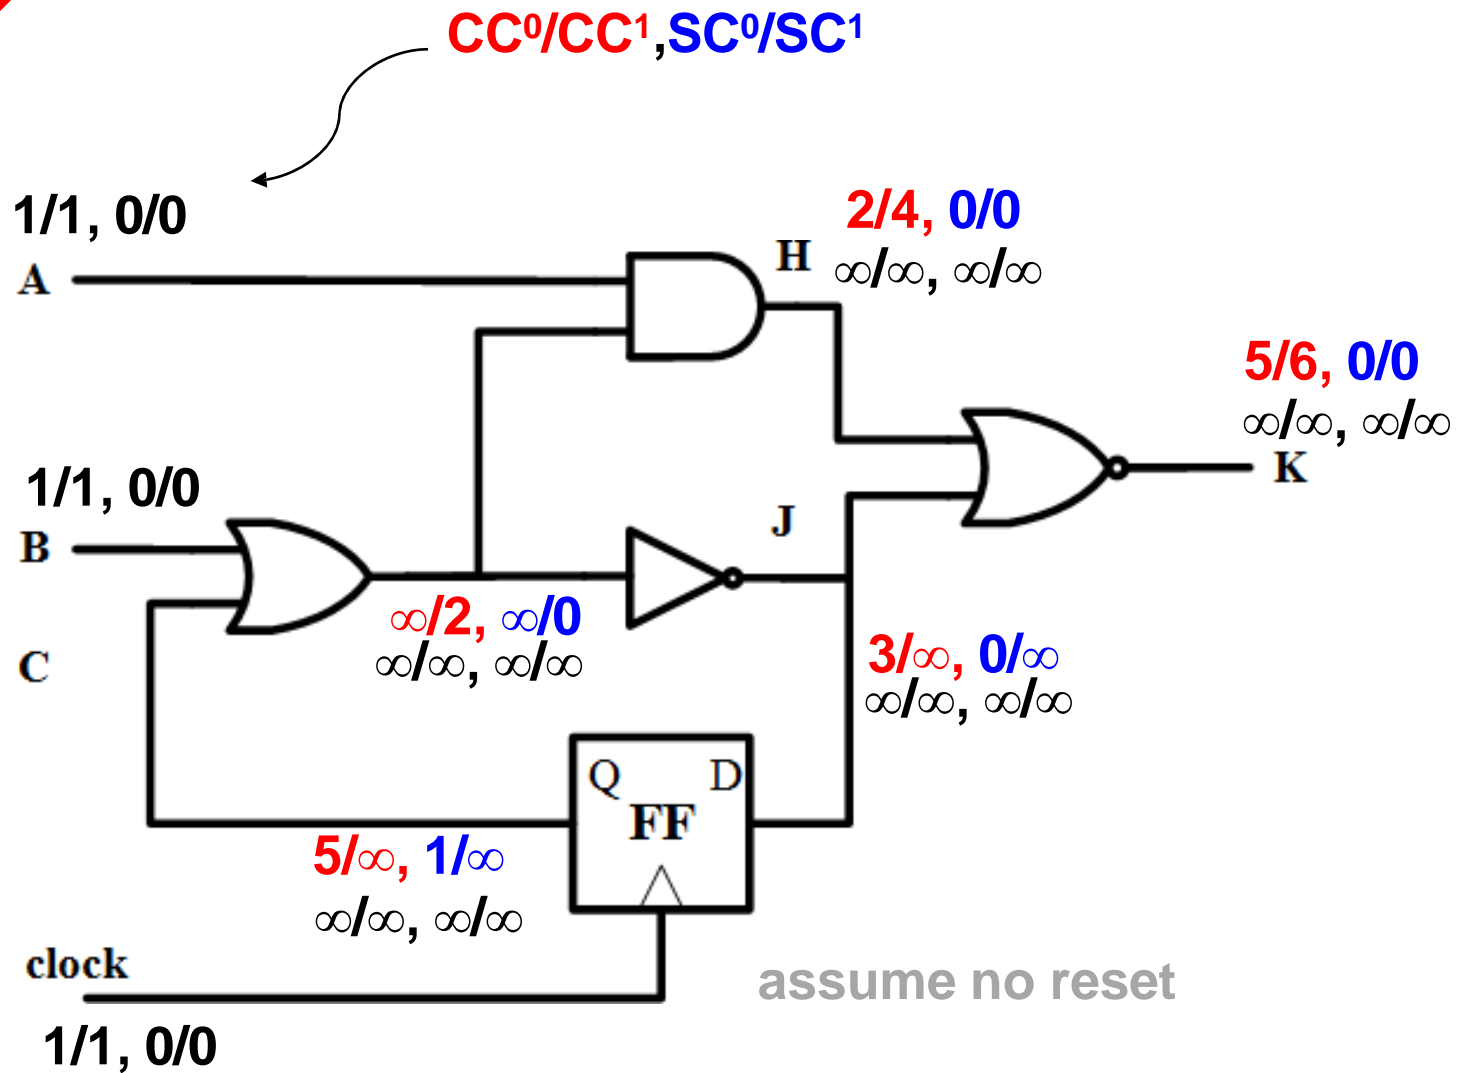 CC⁰/CC¹,SC⁰/SC¹
1/1, 0/0
A
H
2/4, 0/0
∞/∞, ∞/∞
5/6, 0/0
∞/∞, ∞/∞
K
1/1, 0/0
B
J
∞/2, ∞/0
∞/∞, ∞/∞
C
3/∞, 0/∞
∞/∞, ∞/∞
Q D
FF
5/∞, 1/∞
∞/∞, ∞/∞
clock
assume no reset
1/1, 0/0